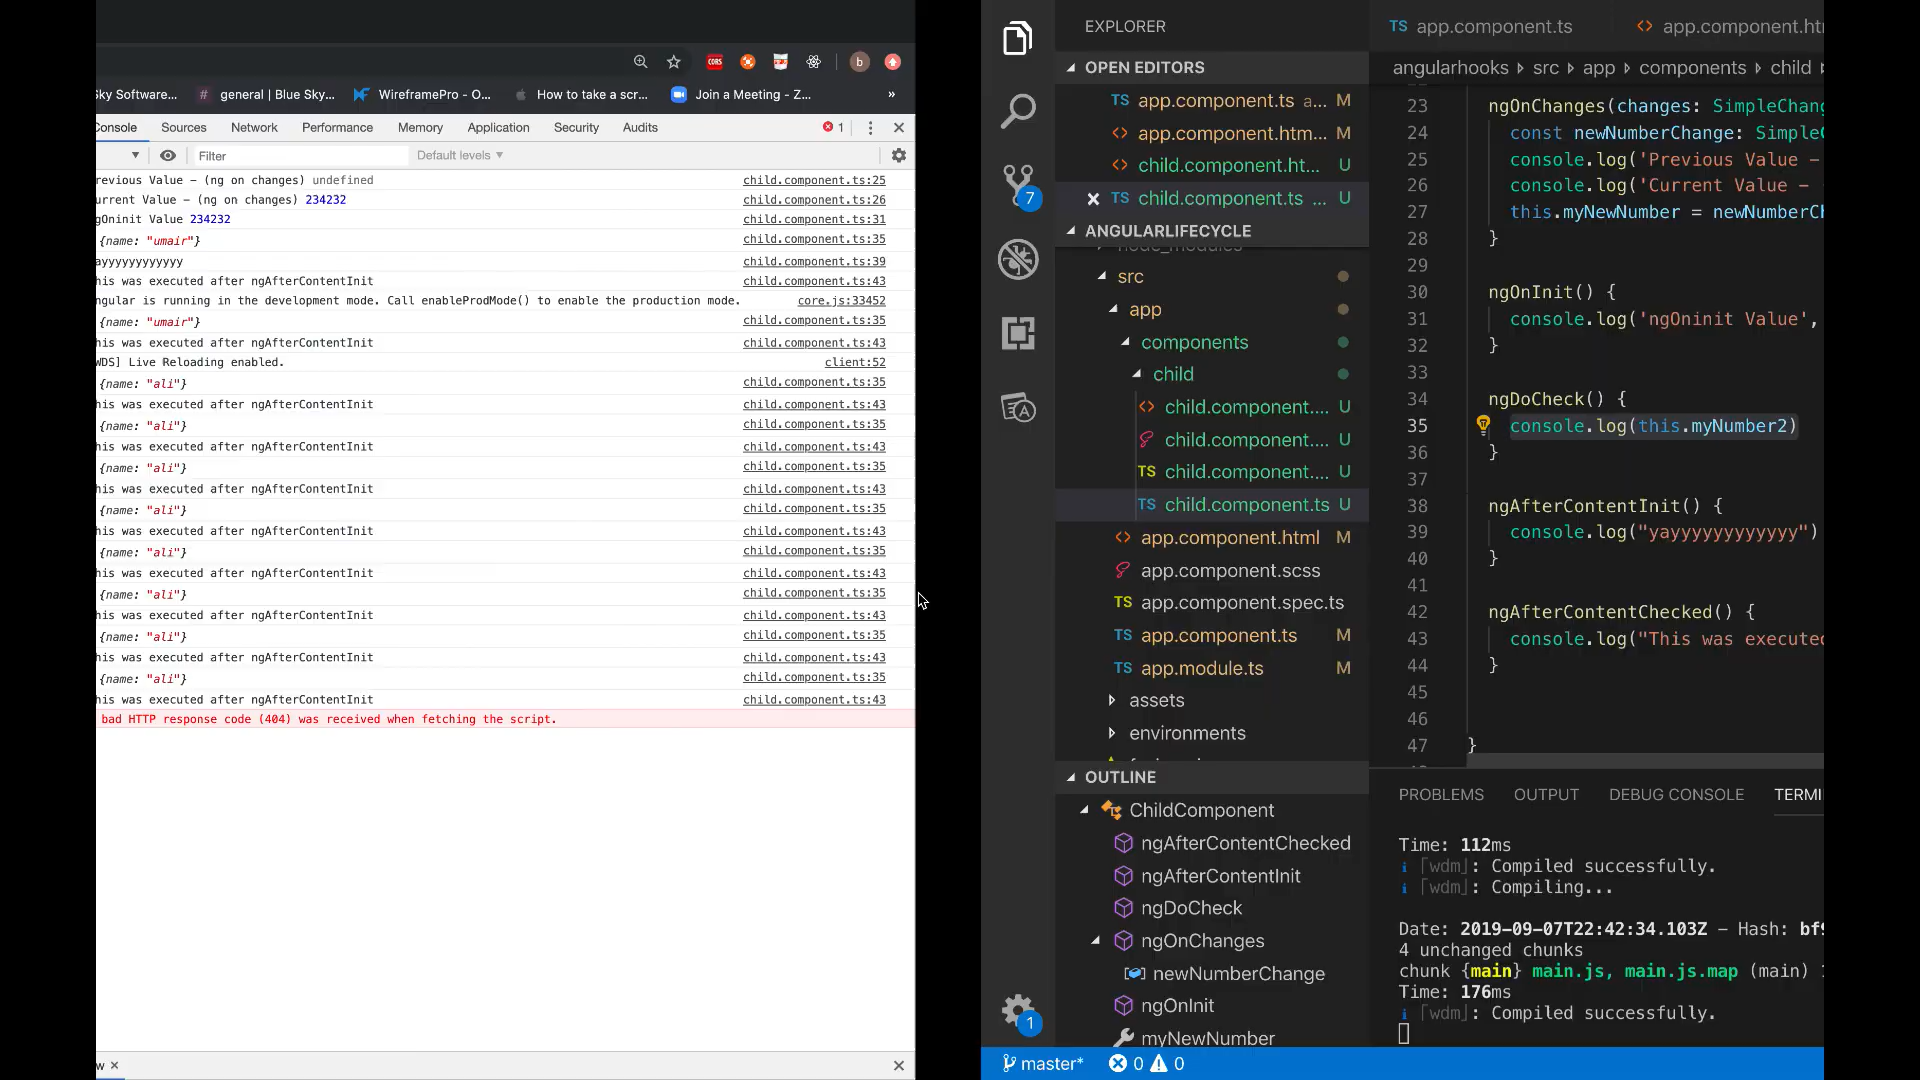 CORS
b
Sky Software...
# general | Blue Sky...
WireframePro - O...
How to take a scr...
Join a Meeting - Z...
»
Console
Sources
Network
Performance
Memory
Application
Security
Audits
1
Filter
Default levels ▼
revious Value – (ng on changes) undefined child.component.ts:25
urrent Value – (ng on changes) 234232 child.component.ts:26
gOninit Value 234232 child.component.ts:31
{name: "umair"} child.component.ts:35
ayyyyyyyyyyyy child.component.ts:39
his was executed after ngAfterContentInit child.component.ts:43
ngular is running in the development mode. Call enableProdMode() to enable the production mode. core.js:33452
{name: "umair"} child.component.ts:35
his was executed after ngAfterContentInit child.component.ts:43
WDS] Live Reloading enabled. client:52
{name: "ali"} child.component.ts:35
his was executed after ngAfterContentInit child.component.ts:43
{name: "ali"} child.component.ts:35
his was executed after ngAfterContentInit child.component.ts:43
{name: "ali"} child.component.ts:35
his was executed after ngAfterContentInit child.component.ts:43
{name: "ali"} child.component.ts:35
his was executed after ngAfterContentInit child.component.ts:43
{name: "ali"} child.component.ts:35
his was executed after ngAfterContentInit child.component.ts:43
{name: "ali"} child.component.ts:35
his was executed after ngAfterContentInit child.component.ts:43
{name: "ali"} child.component.ts:35
his was executed after ngAfterContentInit child.component.ts:43
{name: "ali"} child.component.ts:35
his was executed after ngAfterContentInit child.component.ts:43
bad HTTP response code (404) was received when fetching the script.
w ×
EXPLORER
OPEN EDITORS
TS app.component.ts a... M
<> app.component.htm... M
<> child.component.ht... U
× TS child.component.ts ... U
ANGULARLIFECYCLE
node_modules
src
app
components
child
<> child.component.... U
child.component.... U
TS child.component.... U
TS child.component.ts U
<> app.component.html M
app.component.scss
TS app.component.spec.ts
TS app.component.ts M
TS app.module.ts M
assets
environments
OUTLINE
ChildComponent
ngAfterContentChecked
ngAfterContentInit
ngDoCheck
ngOnChanges
newNumberChange
ngOnInit
myNewNumber
7
1
master* 0 0
TS app.component.ts
<> app.component.htm
angularhooks › src › app › components › child ›
23 ngOnChanges(changes: SimpleChang
24 const newNumberChange: SimpleC
25 console.log('Previous Value –
26 console.log('Current Value –
27 this.myNewNumber = newNumberCh
28 }
29
30 ngOnInit() {
31 console.log('ngOninit Value',
32 }
33
34 ngDoCheck() {
35 console.log(this.myNumber2)
36 }
37
38 ngAfterContentInit() {
39 console.log("yayyyyyyyyyyyy")
40 }
41
42 ngAfterContentChecked() {
43 console.log("This was executed
44 }
45
46
47 }
PROBLEMS
OUTPUT
DEBUG CONSOLE
TERMI
Time: 112ms
i ｢wdm｣: Compiled successfully.
i ｢wdm｣: Compiling...
Date: 2019-09-07T22:42:34.103Z – Hash: bf9
4 unchanged chunks
chunk {main} main.js, main.js.map (main)
Time: 176ms
i ｢wdm｣: Compiled successfully.